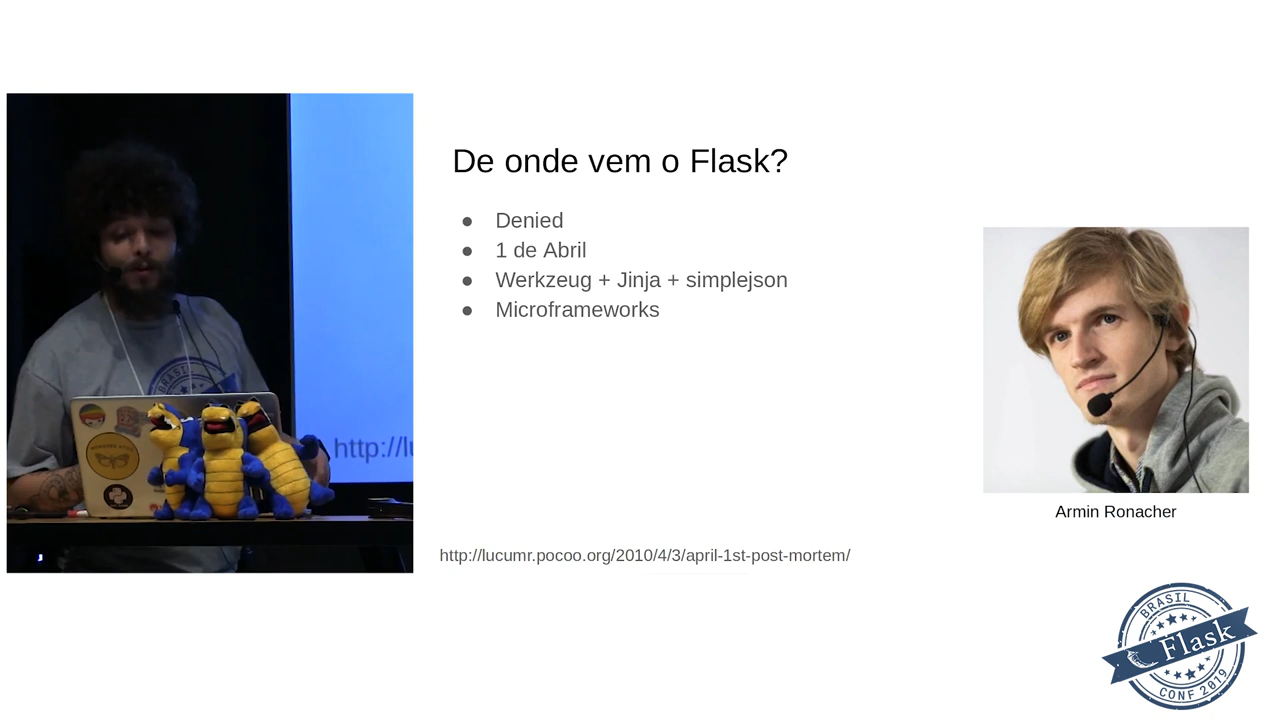 De onde vem o Flask?
● Denied
● 1 de Abril
● Werkzeug + Jinja + simplejson
● Microframeworks
http://lu
BRASIL
Armin Ronacher
http://lucumr.pocoo.org/2010/4/3/april-1st-post-mortem/
BRASIL
Flask
CONF 2019